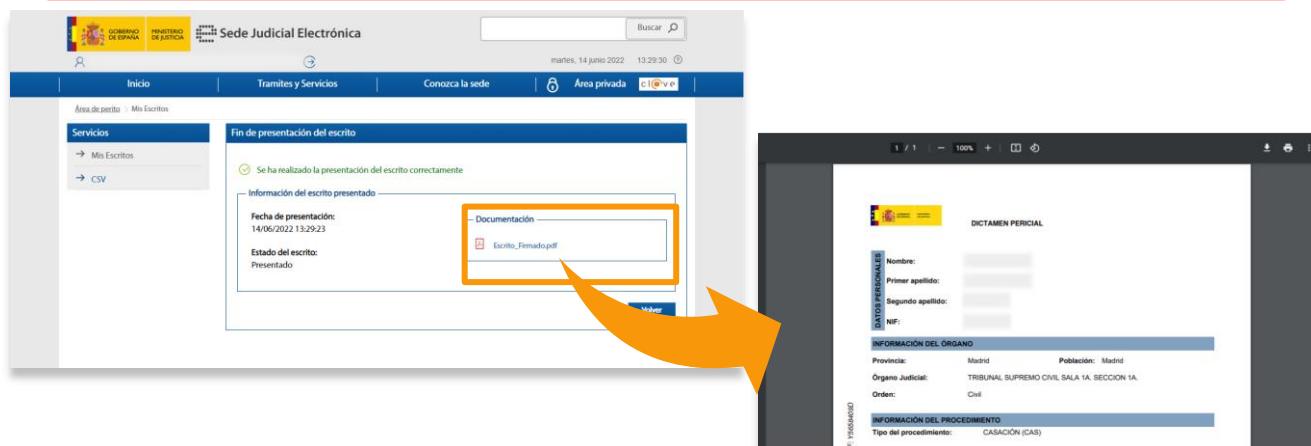 GOBIERNO DE ESPAÑA
MINISTERIO DE JUSTICIA
Sede Judicial Electrónica
Buscar
martes, 14 junio 2022 13:29:30
Inicio
Tramites y Servicios
Conozca la sede
Área privada
cl@ve
Área de perito
Mis Escritos
Servicios
Mis Escritos
CSV
Fin de presentación del escrito
Se ha realizado la presentación del escrito correctamente
Información del escrito presentado
Fecha de presentación:
14/06/2022 13:29:23
Estado del escrito:
Presentado
Documentación
Escrito_Firmado.pdf
Volver
1 / 1 — 100% +
DICTAMEN PERICIAL
DATOS PERSONALES
Nombre:
Primer apellido:
Segundo apellido:
NIF:
INFORMACIÓN DEL ÓRGANO
Provincia: Madrid Población: Madrid
Órgano Judicial: TRIBUNAL SUPREMO CIVIL SALA 1A. SECCION 1A.
Orden: Civil
INFORMACIÓN DEL PROCEDIMIENTO
Tipo del procedimiento: CASACIÓN (CAS)